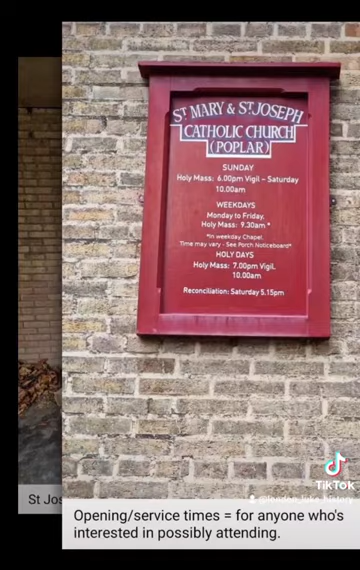 ST MARY & ST JOSEPH
CATHOLIC CHURCH
(POPLAR)
SUNDAY
Holy Mass: 6.00pm Vigil – Saturday
10.00am
WEEKDAYS
Monday to Friday.
Holy Mass: 9.30am.*
*In weekday Chapel.
Time may vary - See Porch Noticeboard*
HOLY DAYS
Holy Mass: 7.00pm Vigil.
10.00am
Reconciliation: Saturday 5.15pm
TikTok
St Jos
Opening/service times = for anyone who's
interested in possibly attending.